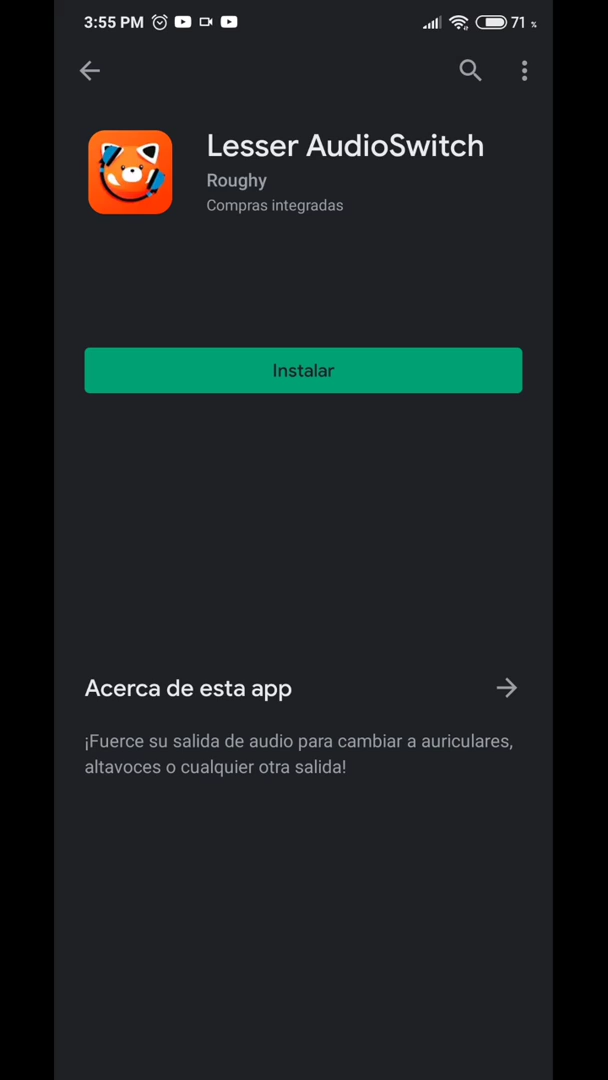 3:55 PM 71 %
Lesser AudioSwitch
Roughy
Compras integradas
Instalar
Acerca de esta app
¡Fuerce su salida de audio para cambiar a auriculares,
altavoces o cualquier otra salida!